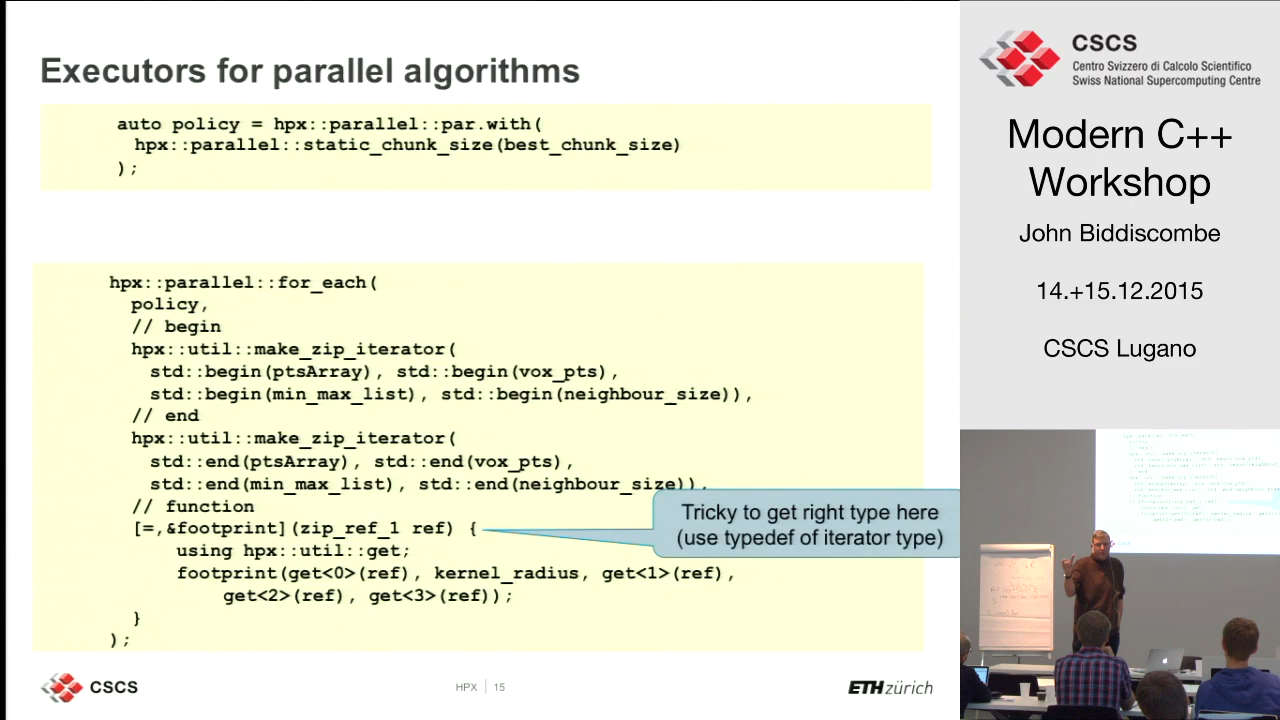 Executors for parallel algorithms
auto policy = hpx::parallel::par.with(
hpx::parallel::static_chunk_size(best_chunk_size)
);
hpx::parallel::for_each(
policy,
// begin
hpx::util::make_zip_iterator(
std::begin(ptsArray), std::begin(vox_pts),
std::begin(min_max_list), std::begin(neighbour_size)),
// end
hpx::util::make_zip_iterator(
std::end(ptsArray), std::end(vox_pts),
std::end(min_max_list), std::end(neighbour_size)),
// function
[=,&footprint](zip_ref_1 ref) {
using hpx::util::get;
footprint(get<0>(ref), kernel_radius, get<1>(ref),
get<2>(ref), get<3>(ref));
}
);
Tricky to get right type here
(use typedef of iterator type)
CSCS
HPX | 15
ETH zürich
CSCS
Centro Svizzero di Calcolo Scientifico
Swiss National Supercomputing Centre
Modern C++
Workshop
John Biddiscombe
14.+15.12.2015
CSCS Lugano